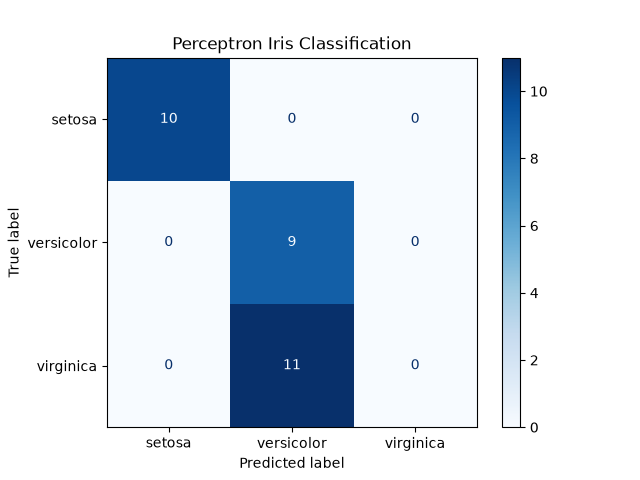 Perceptron Iris Classification
setosa 10 0 0 10
8
versicolor 0 9 0 6
4
virginica 0 11 0 2
0
setosa versicolor virginica
Predicted label
True label